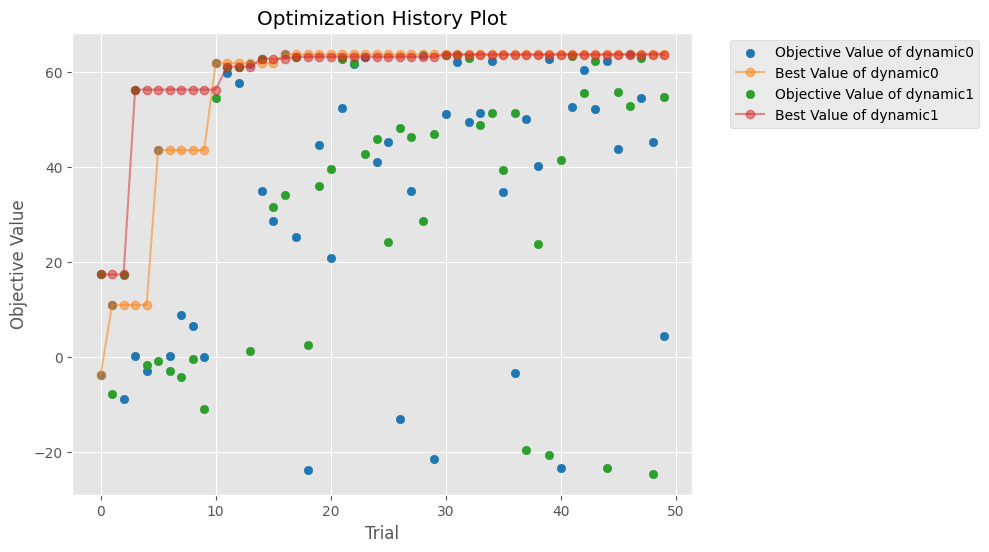 Optimization History Plot
Objective Value
60
40
20
0
−20
0
10
20
30
40
50
Trial
Objective Value of dynamic0
Best Value of dynamic0
Objective Value of dynamic1
Best Value of dynamic1